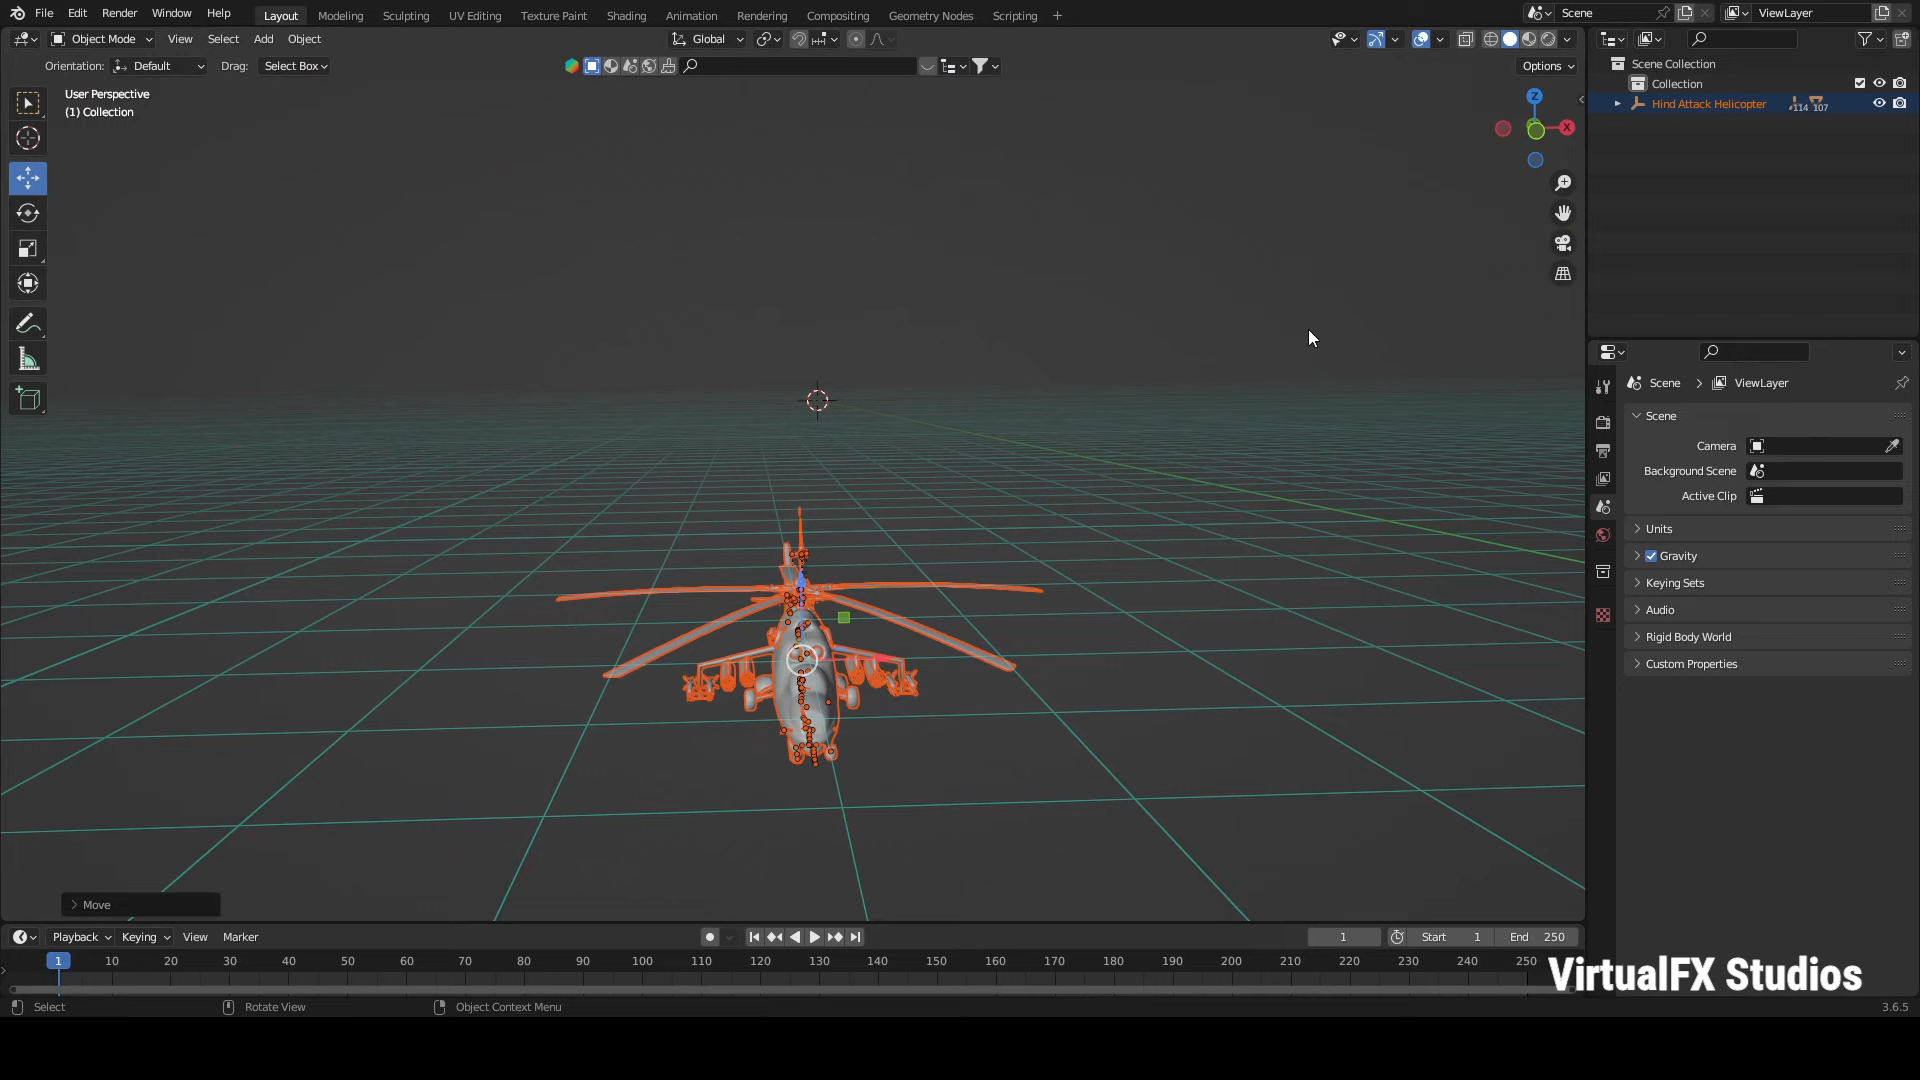 File Edit Render Window Help Layout Modeling Sculpting UV Editing Texture Paint Shading Animation Rendering Compositing Geometry Nodes Scripting + Scene ViewLayer
Object Mode View Select Add Object Global
Orientation: Default Drag: Select Box Options
User Perspective
(1) Collection
Z
X
Scene Collection
Collection
Hind Attack Helicopter 114 107
Scene > ViewLayer
Scene
Camera
Background Scene
Active Clip
Units
Gravity
Keying Sets
Audio
Rigid Body World
Custom Properties
Move
Playback Keying View Marker 1 Start 1 End 250
1 10 20 30 40 50 60 70 80 90 100 110 120 130 140 150 160 170 180 190 200 210 220 230 240 250
VirtualFX Studios
Select Rotate View Object Context Menu 3.6.5